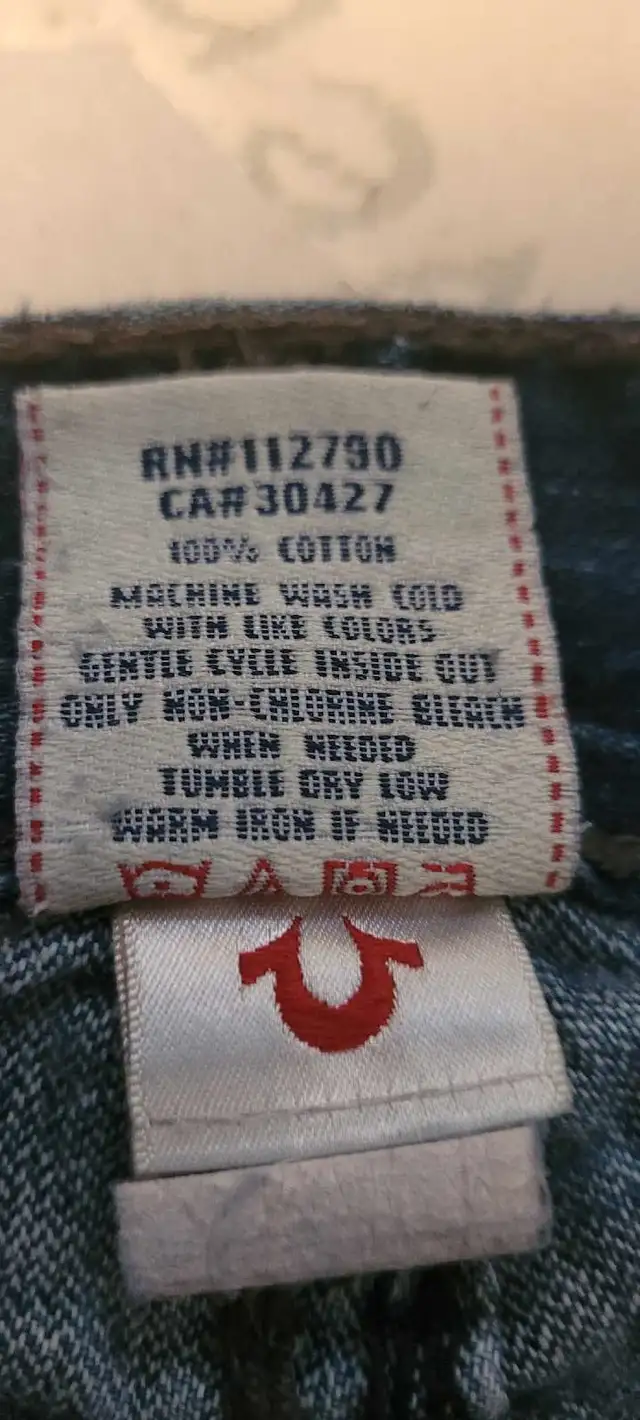 RN#112790
CA#30427
100% COTTON
MACHINE WASH COLD
WITH LIKE COLORS
GENTLE CYCLE INSIDE OUT
ONLY NON-CHLORINE BLEACH
WHEN NEEDED
TUMBLE DRY LOW
WARM IRON IF NEEDED